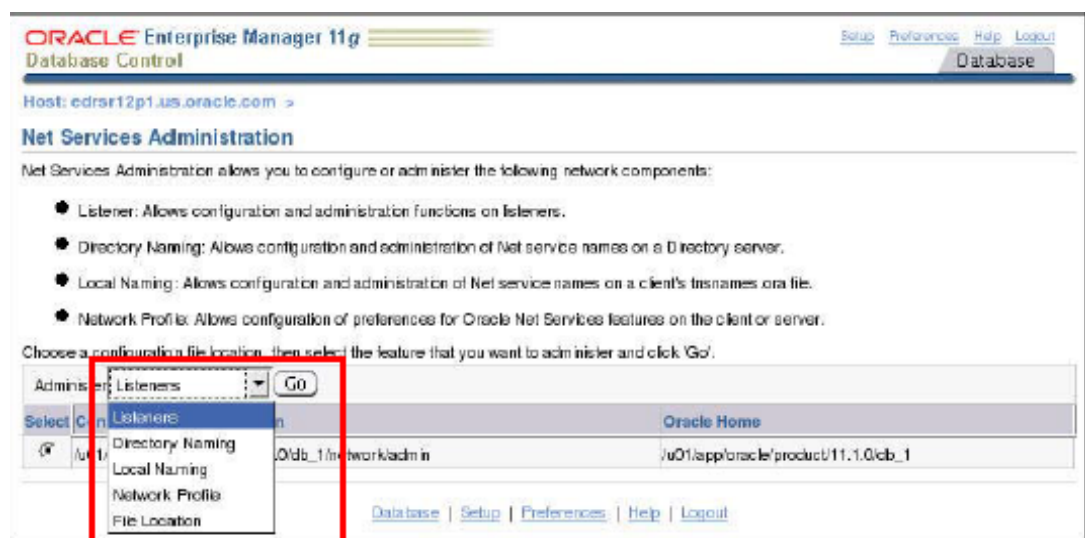 ORACLE Enterprise Manager 11g
Database Control
Setup Preferences Help Logout
Database
Host: edrsr12p1.us.oracle.com >
Net Services Administration
Net Services Administration allows you to configure or administer the following network components:
Listener: Allows configuration and administration functions on listeners.
Directory Naming: Allows configuration and administration of Net service names on a Directory server.
Local Naming: Allows configuration and administration of Net service names on a client's tnsnames.ora file.
Network Profile: Allows configuration of preferences for Oracle Net Services features on the client or server.
Choose a configuration file location, then select the feature that you want to administer and click 'Go'.
Administer Listeners Go
Select Oracle Home
Listeners
Directory Naming
Local Naming
Network Profile
File Location
.0/db_1/network/admin /u01/app/oracle/product/11.1.0/db_1
Database | Setup | Preferences | Help | Logout